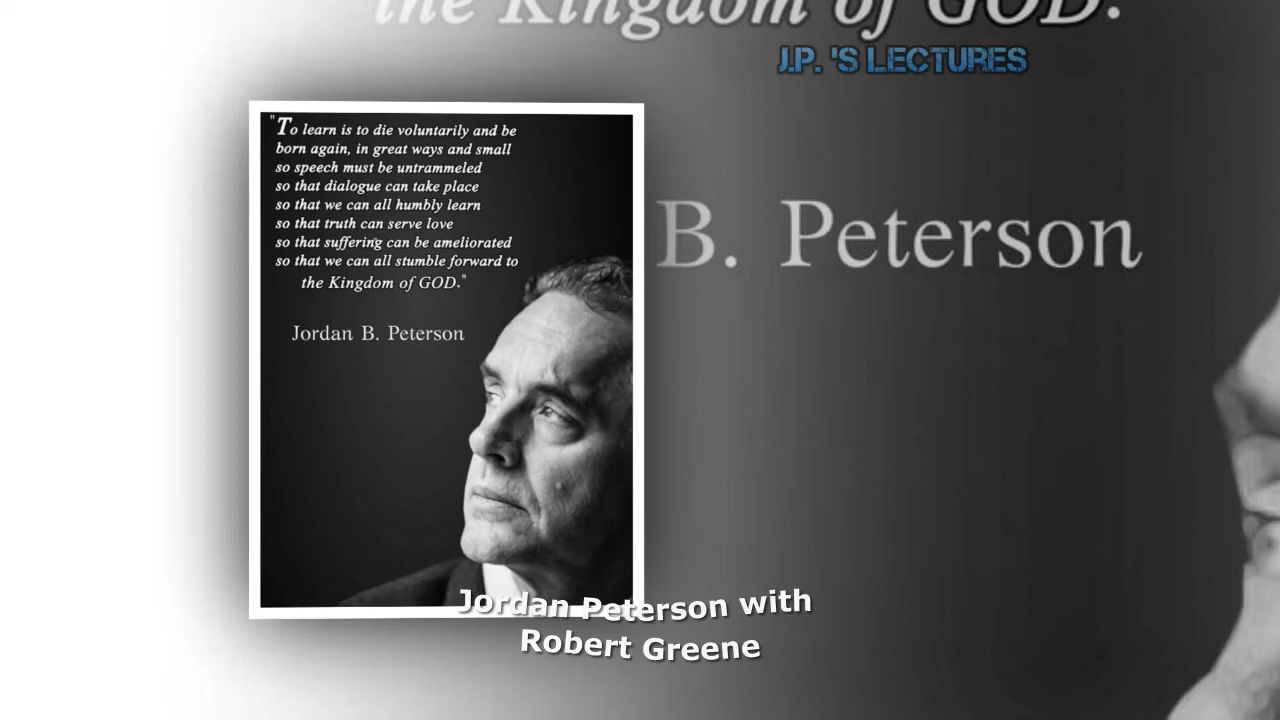 the Kingdom of GOD.
J.P. 'S LECTURES
"To learn is to die voluntarily and be
born again, in great ways and small
so speech must be untrammeled
so that dialogue can take place
so that we can all humbly learn
so that truth can serve love
so that suffering can be ameliorated
so that we can all stumble forward to
the Kingdom of GOD."
Jordan B. Peterson
B. Peterson
Jordan Peterson with
Robert Greene